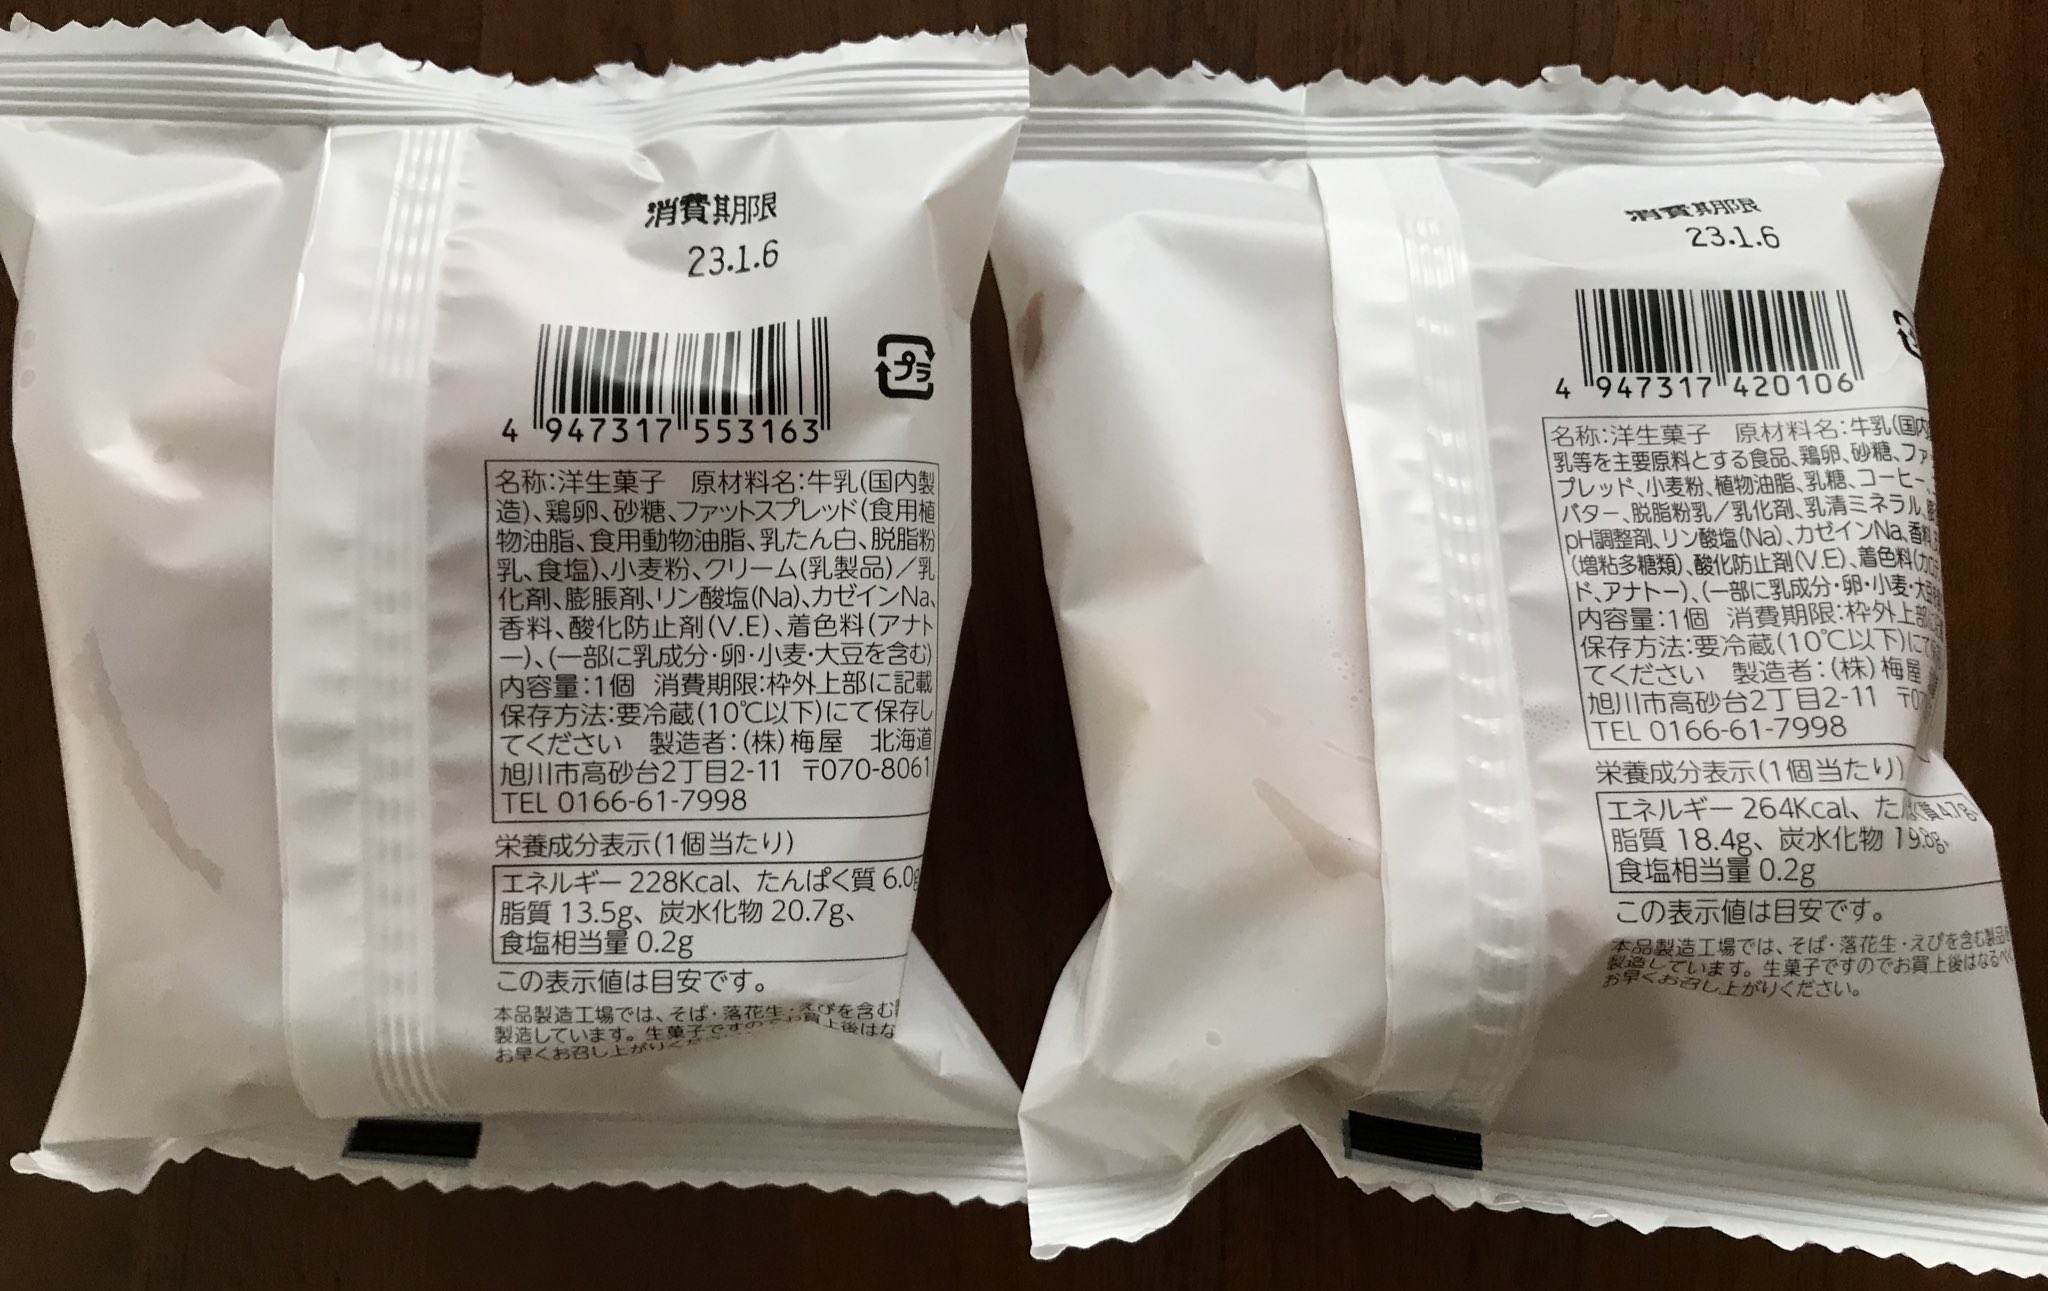 消費期限
23.1.6
プラ
4 947317 553163
名称:洋生菓子 原材料名:牛乳(国内製
造)、鶏卵、砂糖、ファットスプレッド(食用植
物油脂、食用動物油脂、乳たん白、脱脂粉
乳、食塩)、小麦粉、クリーム(乳製品)/乳
化剤、膨脹剤、リン酸塩(Na)、カゼインNa、
香料、酸化防止剤(V.E)、着色料(アナト
ー)、(一部に乳成分・卵・小麦・大豆を含む)
内容量:1個 消費期限:枠外上部に記載
保存方法:要冷蔵(10℃以下)にて保存し
てください 製造者:(株)梅屋 北海道
旭川市高砂台2丁目2-11 〒070-8061
TEL 0166-61-7998
栄養成分表示(1個当たり)
エネルギー 228Kcal、たんぱく質 6.0g
脂質 13.5g、炭水化物 20.7g、
食塩相当量 0.2g
この表示値は目安です。
本品製造工場では、そば・落花生・えびを含む
製造しています。生菓子ですのでお買上後はな
お早くお召し上がりくだ
消費期限
23.1.6
4 947317 420106
名称:洋生菓子 原材料名:牛乳(国内
乳等を主要原料とする食品、鶏卵、砂糖、ファ
プレッド、小麦粉、植物油脂、乳糖、コーヒー、
バター、脱脂粉乳/乳化剤、乳清ミネラル、
pH調整剤、リン酸塩(Na)、カゼインNa、香料、
(増粘多糖類)、酸化防止剤(V.E)、着色料(カロ
ド、アナトー)、(一部に乳成分・卵・小麦・大豆
内容量:1個 消費期限:枠外上部
保存方法:要冷蔵(10℃以下)にて
てください 製造者:(株)梅屋
旭川市高砂台2丁目2-11 〒07
TEL 0166-61-7998
栄養成分表示(1個当たり)
エネルギー 264Kcal、たんぱく質 4.7g、
脂質 18.4g、炭水化物 19.8g、
食塩相当量 0.2g
この表示値は目安です。
本品製造工場では、そば・落花生・えびを含む製品を
製造しています。生菓子ですのでお買上後はなるべく
お早くお召し上がりください。